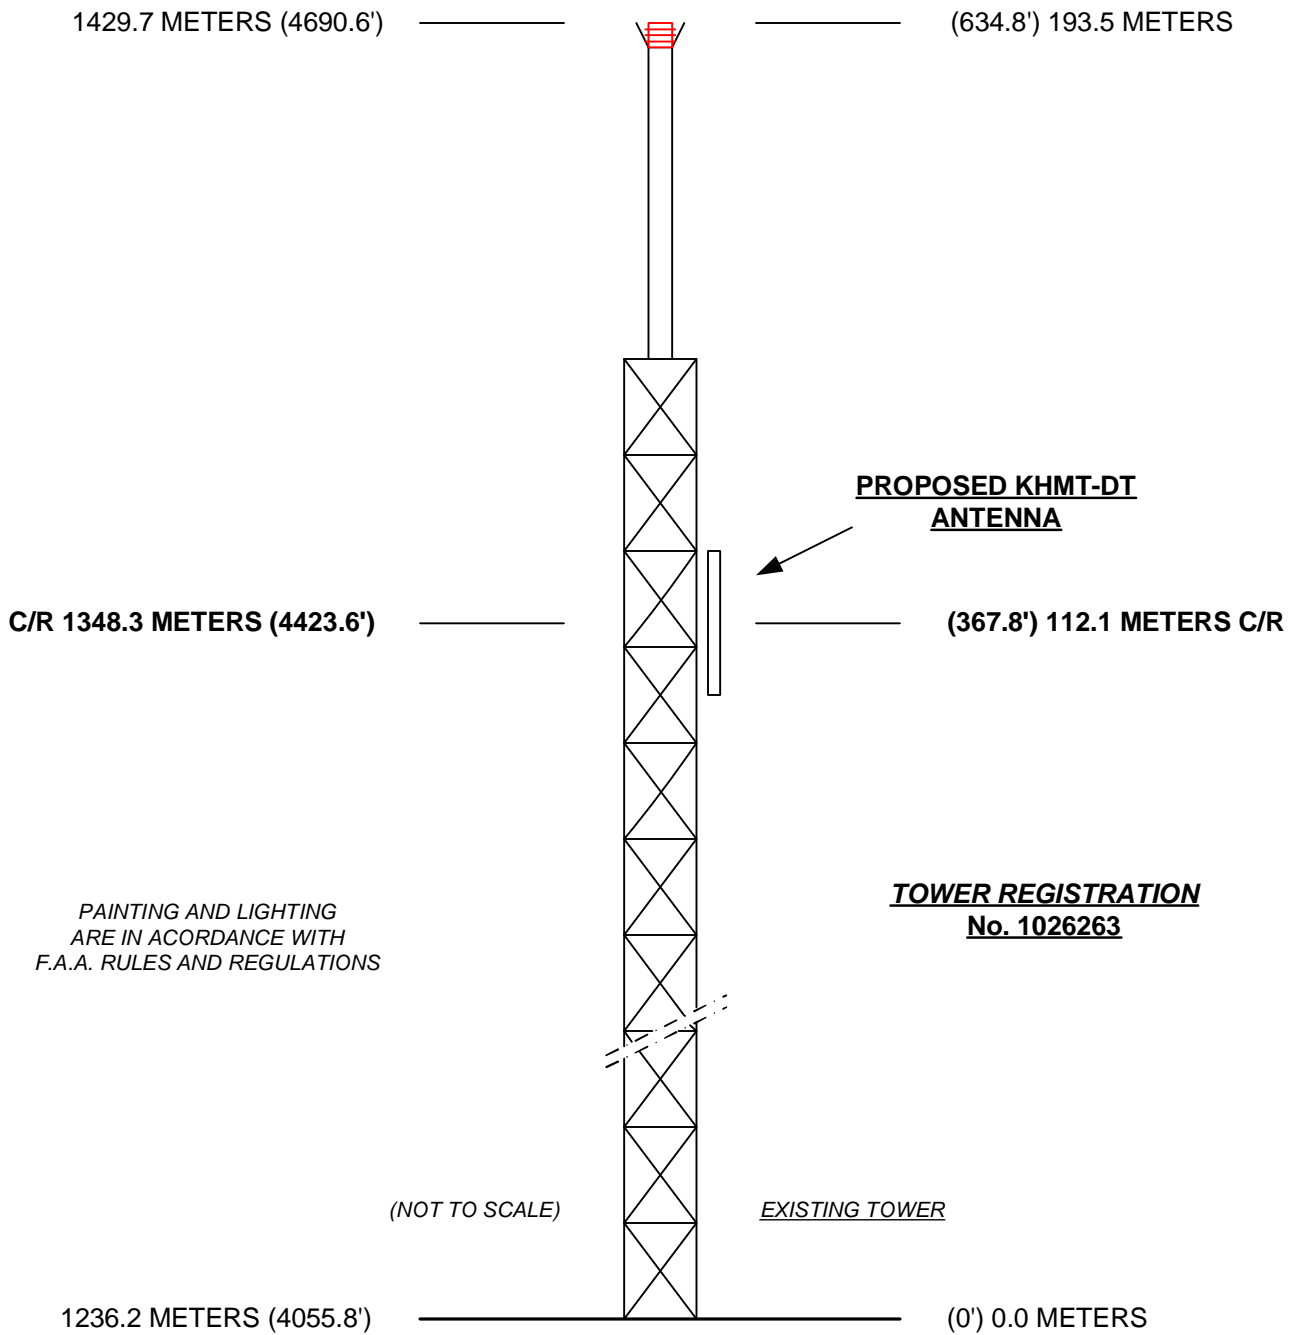 1429.7 METERS (4690.6')
(634.8') 193.5 METERS
PROPOSED KHMT-DT
ANTENNA
C/R 1348.3 METERS (4423.6')
(367.8') 112.1 METERS C/R
PAINTING AND LIGHTING
ARE IN ACORDANCE WITH
F.A.A. RULES AND REGULATIONS
TOWER REGISTRATION
No. 1026263
(NOT TO SCALE)
EXISTING TOWER
1236.2 METERS (4055.8')
(0') 0.0 METERS